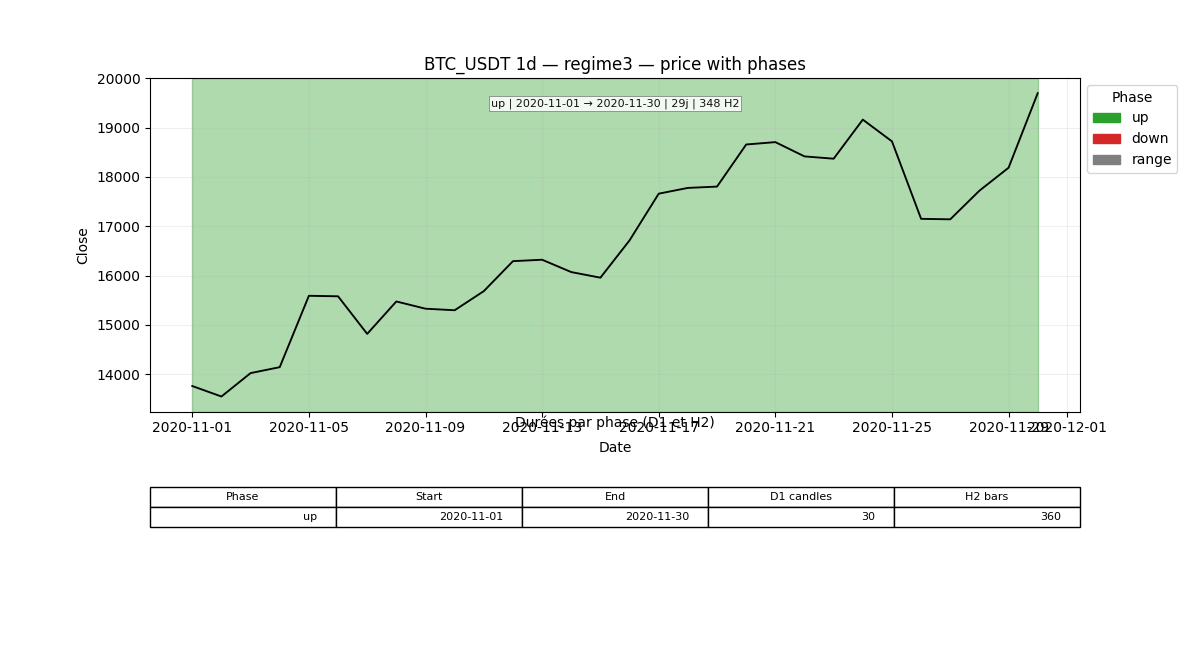 BTC_USDT 1d — regime3 — price with phases
up | 2020-11-01 → 2020-11-30 | 29j | 348 H2
Phase
up
down
range
Close
20000
19000
18000
17000
16000
15000
14000
2020-11-01 2020-11-05 2020-11-09 2020-11-13 2020-11-17 2020-11-21 2020-11-25 2020-11-29 2020-12-01
Durées par phase (D1 et H2)
Date
Phase Start End D1 candles H2 bars
up 2020-11-01 2020-11-30 30 360